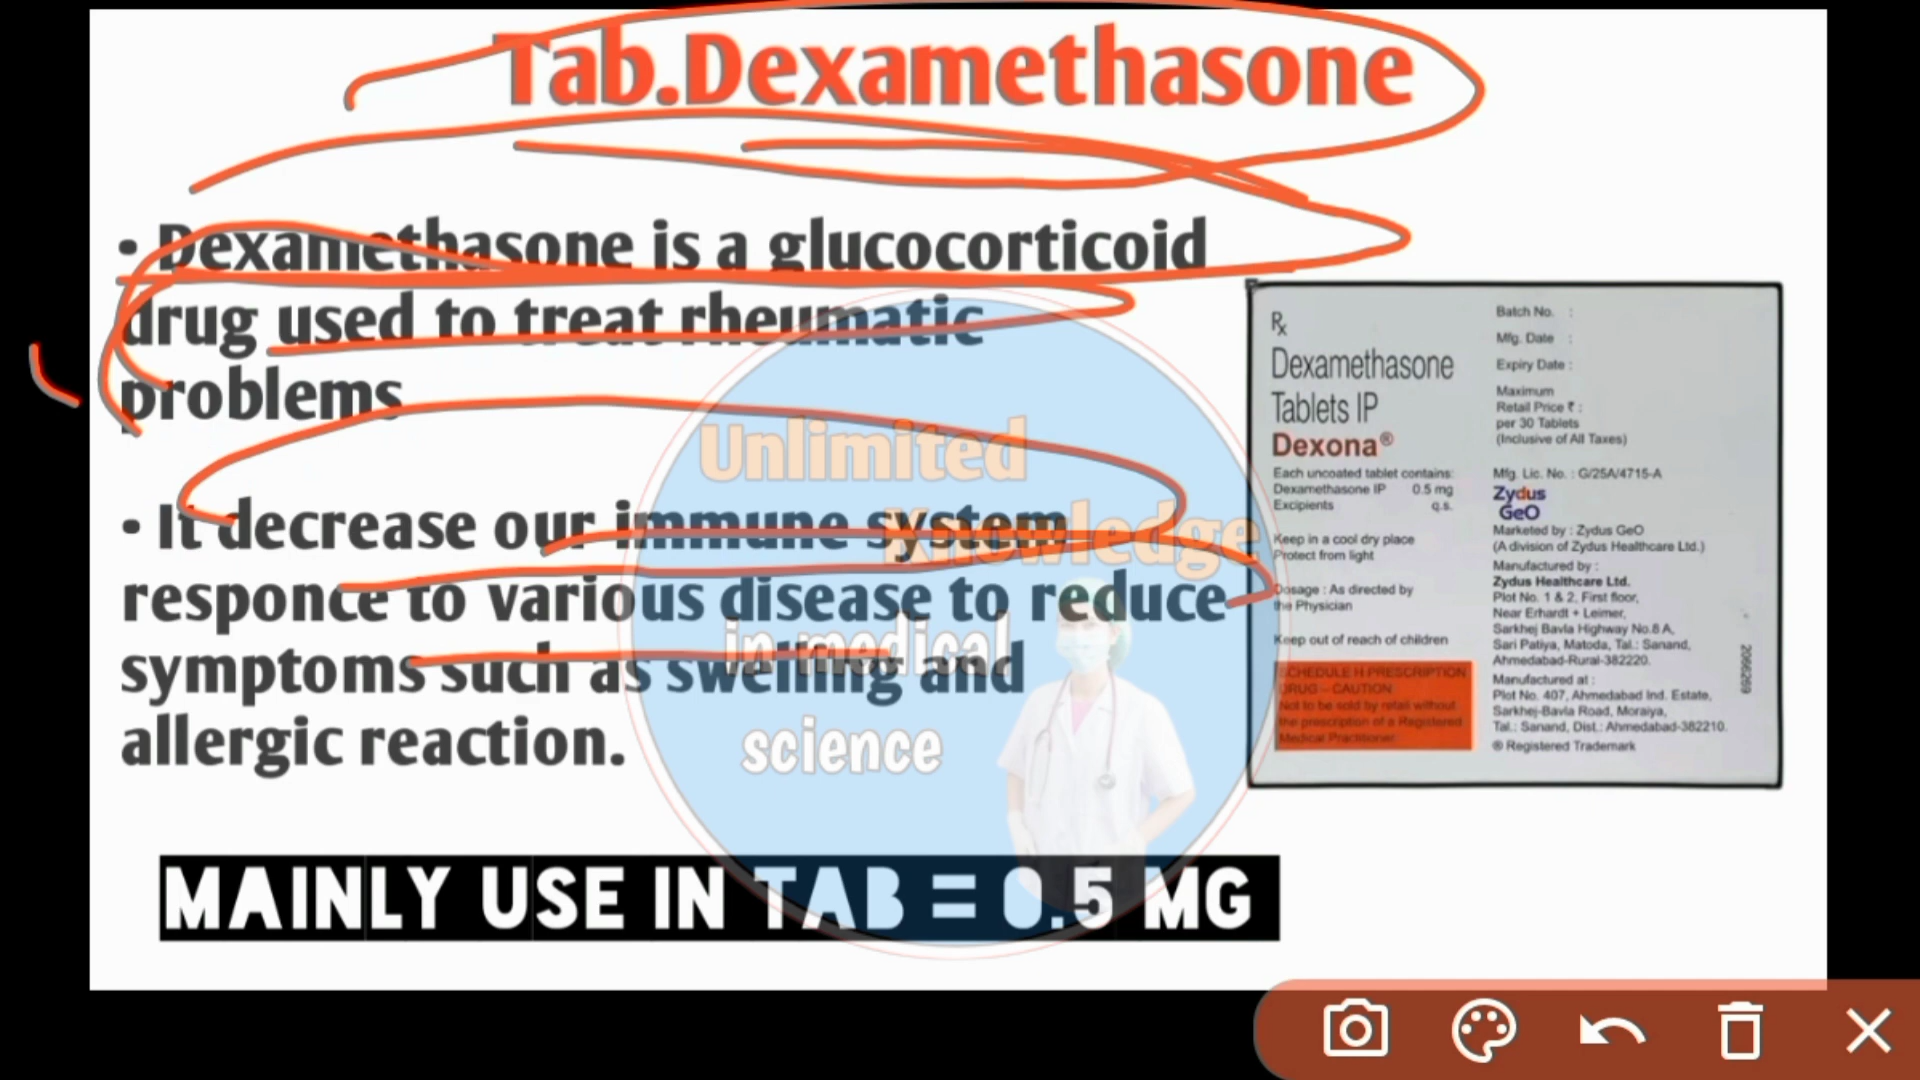 Tab.Dexamethasone
• Dexamethasone is a glucocorticoid
drug used to treat rheumatic
problems
• It decrease our immune system
responce to various disease to reduce
symptoms such as swelling and
allergic reaction.
MAINLY USE IN TAB = 0.5 MG
Unlimited
Knowledge
in medical
science
Rx
Dexamethasone
Tablets IP
Dexona®
Each uncoated tablet contains:
Dexamethasone IP 0.5 mg
Excipients q.s.
Keep in a cool dry place
Protect from light
Dosage : As directed by
the Physician
Keep out of reach of children
SCHEDULE H PRESCRIPTION
DRUG – CAUTION
Not to be sold by retail without
the prescription of a Registered
Medical Practitioner.
Batch No. :
Mfg. Date :
Expiry Date :
Maximum
Retail Price ₹ :
per 30 Tablets
(Inclusive of All Taxes)
Mfg. Lic. No. : G/25A/4715-A
Zydus
GeO
Marketed by : Zydus GeO
(A division of Zydus Healthcare Ltd.)
Manufactured by :
Zydus Healthcare Ltd.
Plot No. 1 & 2, First floor,
Near Erhardt + Leimer,
Sarkhej Bavla Highway No.8 A,
Sari Patiya, Matoda, Tal.: Sanand,
Ahmedabad-Rural-382220.
Manufactured at :
Plot No. 407, Ahmedabad Ind. Estate,
Sarkhej-Bavla Road, Moraiya,
Tal.: Sanand, Dist.: Ahmedabad-382210.
® Registered Trademark
2066269